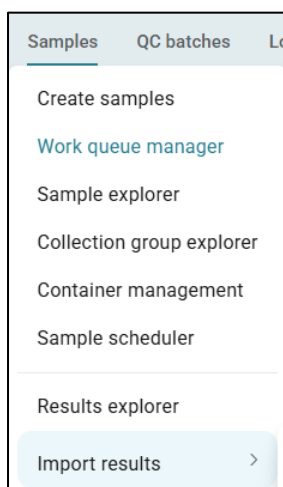 Samples QC batches Lo
Create samples
Work queue manager
Sample explorer
Collection group explorer
Container management
Sample scheduler
Results explorer
Import results